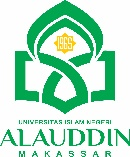 1965
UNIVERSITAS ISLAM NEGERI
ALAUDDIN
MAKASSAR